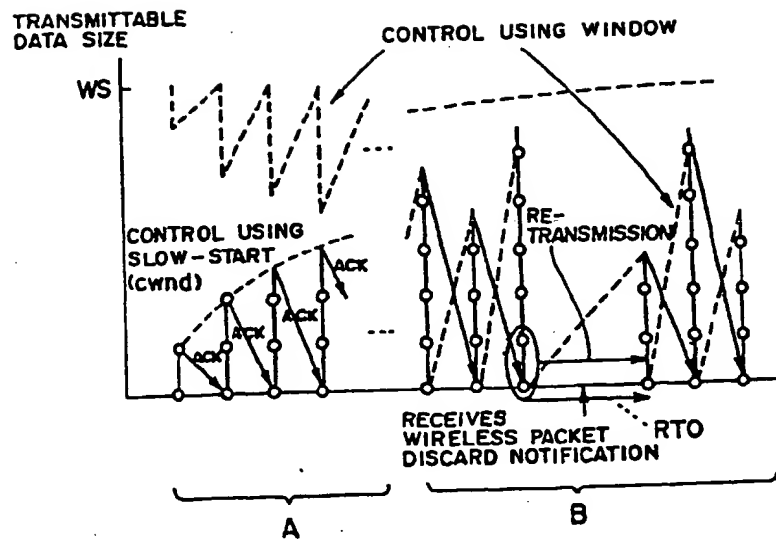 TRANSMITTABLE
DATA SIZE
CONTROL USING WINDOW
WS
CONTROL USING
SLOW-START
(cwnd)
ACK
ACK
ACK
ACK
RE-
TRANSMISSION
RECEIVES
WIRELESS PACKET
DISCARD NOTIFICATION
RTO
A
B